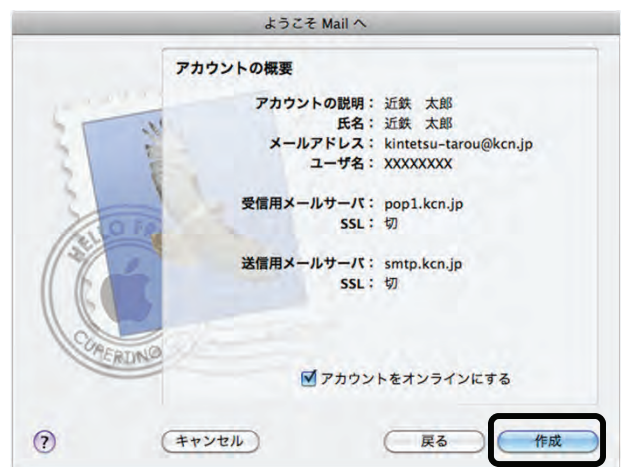 ようこそ Mail へ
アカウントの概要
アカウントの説明： 近鉄　太郎
氏名： 近鉄　太郎
メールアドレス： kintetsu-tarou@kcn.jp
ユーザ名： XXXXXXXX
受信用メールサーバ： pop1.kcn.jp
SSL： 切
送信用メールサーバ： smtp.kcn.jp
SSL： 切
HELLO FR
CUPERTINO
アカウントをオンラインにする
?
キャンセル
戻る
作成